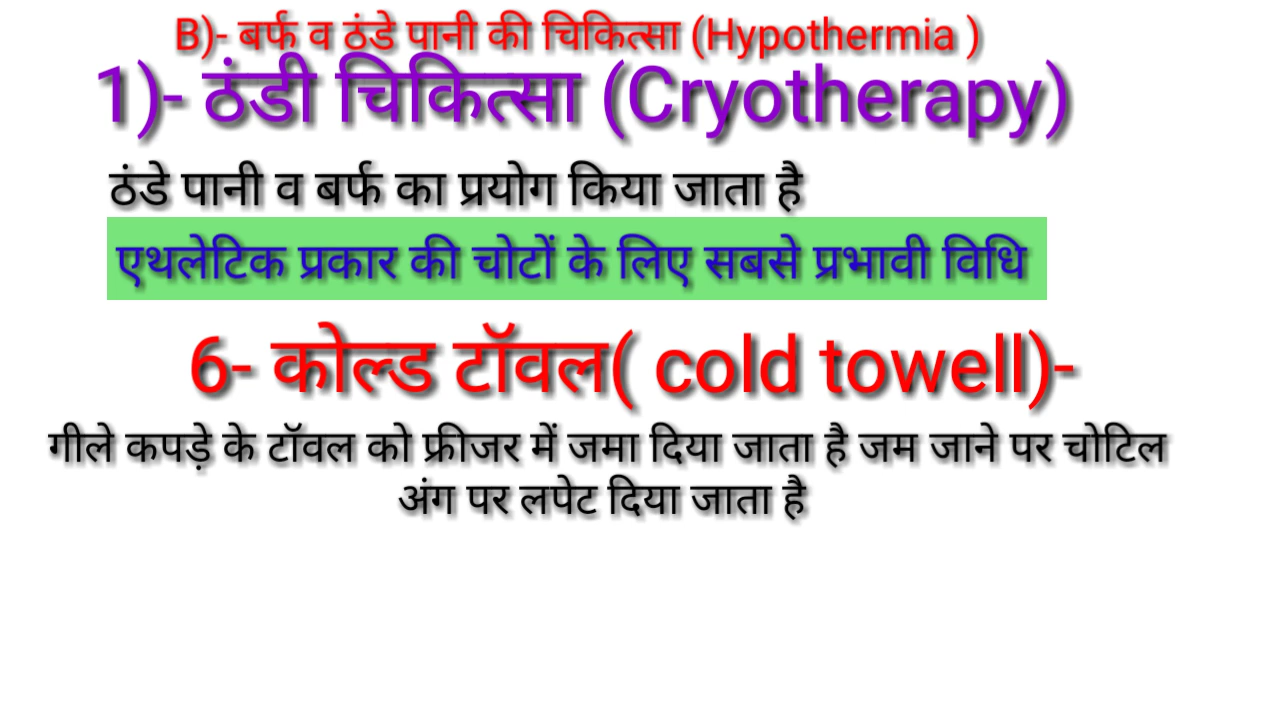 B)- बर्फ व ठंडे पानी की चिकित्सा (Hypothermia )
1)- ठंडी चिकित्सा (Cryotherapy)
ठंडे पानी व बर्फ का प्रयोग किया जाता है
एथलेटिक प्रकार की चोटों के लिए सबसे प्रभावी विधि
6- कोल्ड टॉवल( cold towell)-
गीले कपड़े के टॉवल को फ्रीजर में जमा दिया जाता है जम जाने पर चोटिल
अंग पर लपेट दिया जाता है